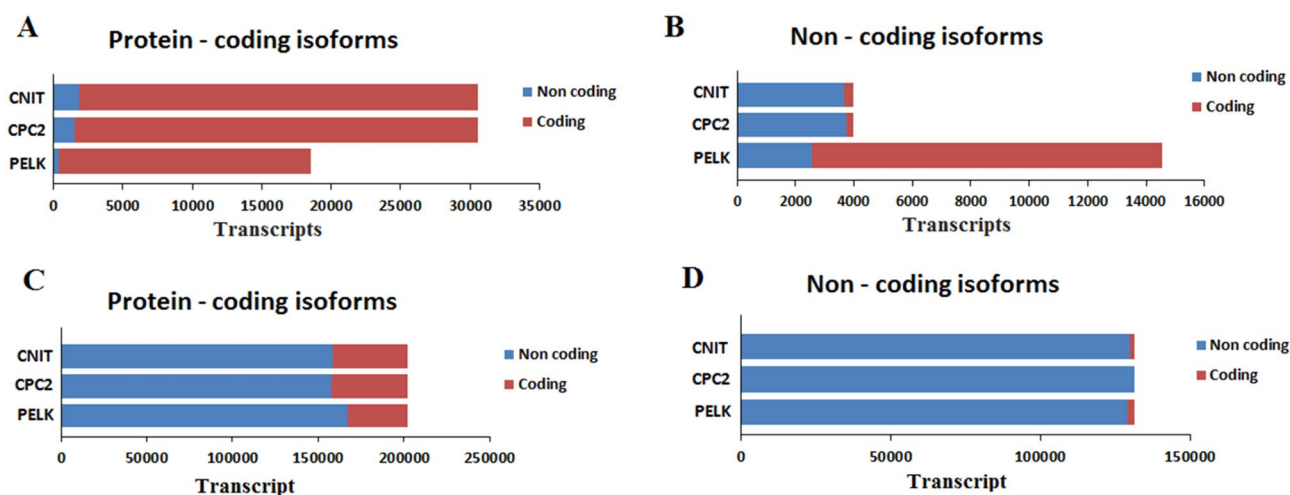 A
Protein - coding isoforms
CNIT
CPC2
PELK
Non coding
Coding
0 5000 10000 15000 20000 25000 30000 35000
Transcripts
B
Non - coding isoforms
CNIT
CPC2
PELK
Non coding
Coding
0 2000 4000 6000 8000 10000 12000 14000 16000
Transcripts
C
Protein - coding isoforms
CNIT
CPC2
PELK
Non coding
Coding
0 50000 100000 150000 200000 250000
Transcript
D
Non - coding isoforms
CNIT
CPC2
PELK
Non coding
Coding
0 50000 100000 150000
Transcript